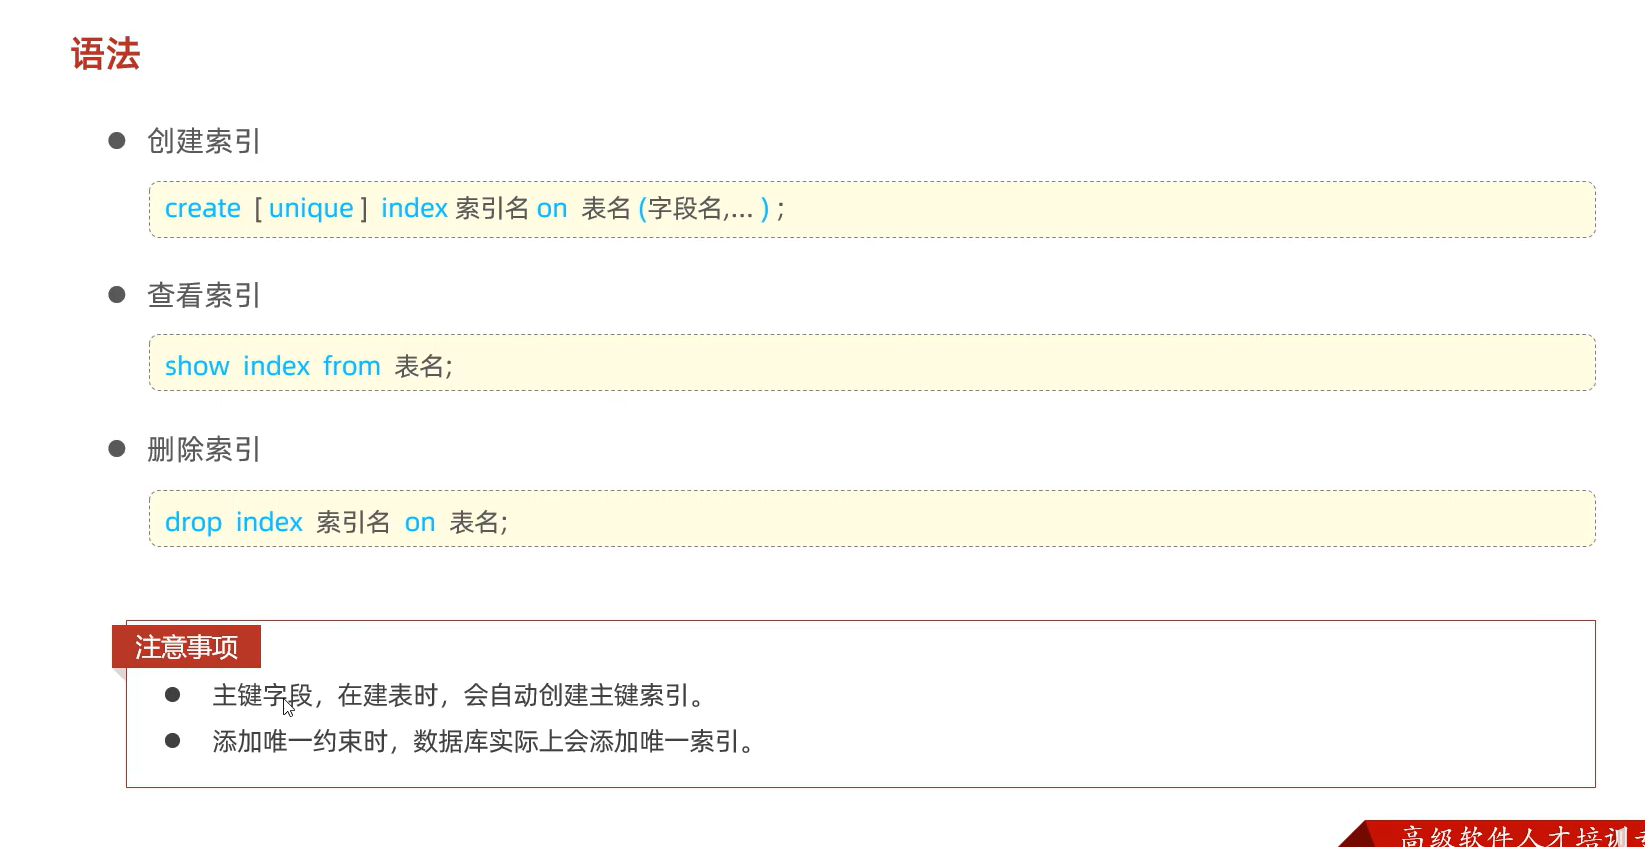 语法
创建索引
create [ unique ] index 索引名 on 表名 (字段名,... ) ;
查看索引
show index from 表名;
删除索引
drop index 索引名 on 表名;
注意事项
主键字段，在建表时，会自动创建主键索引。
添加唯一约束时，数据库实际上会添加唯一索引。
高级软件人才培训